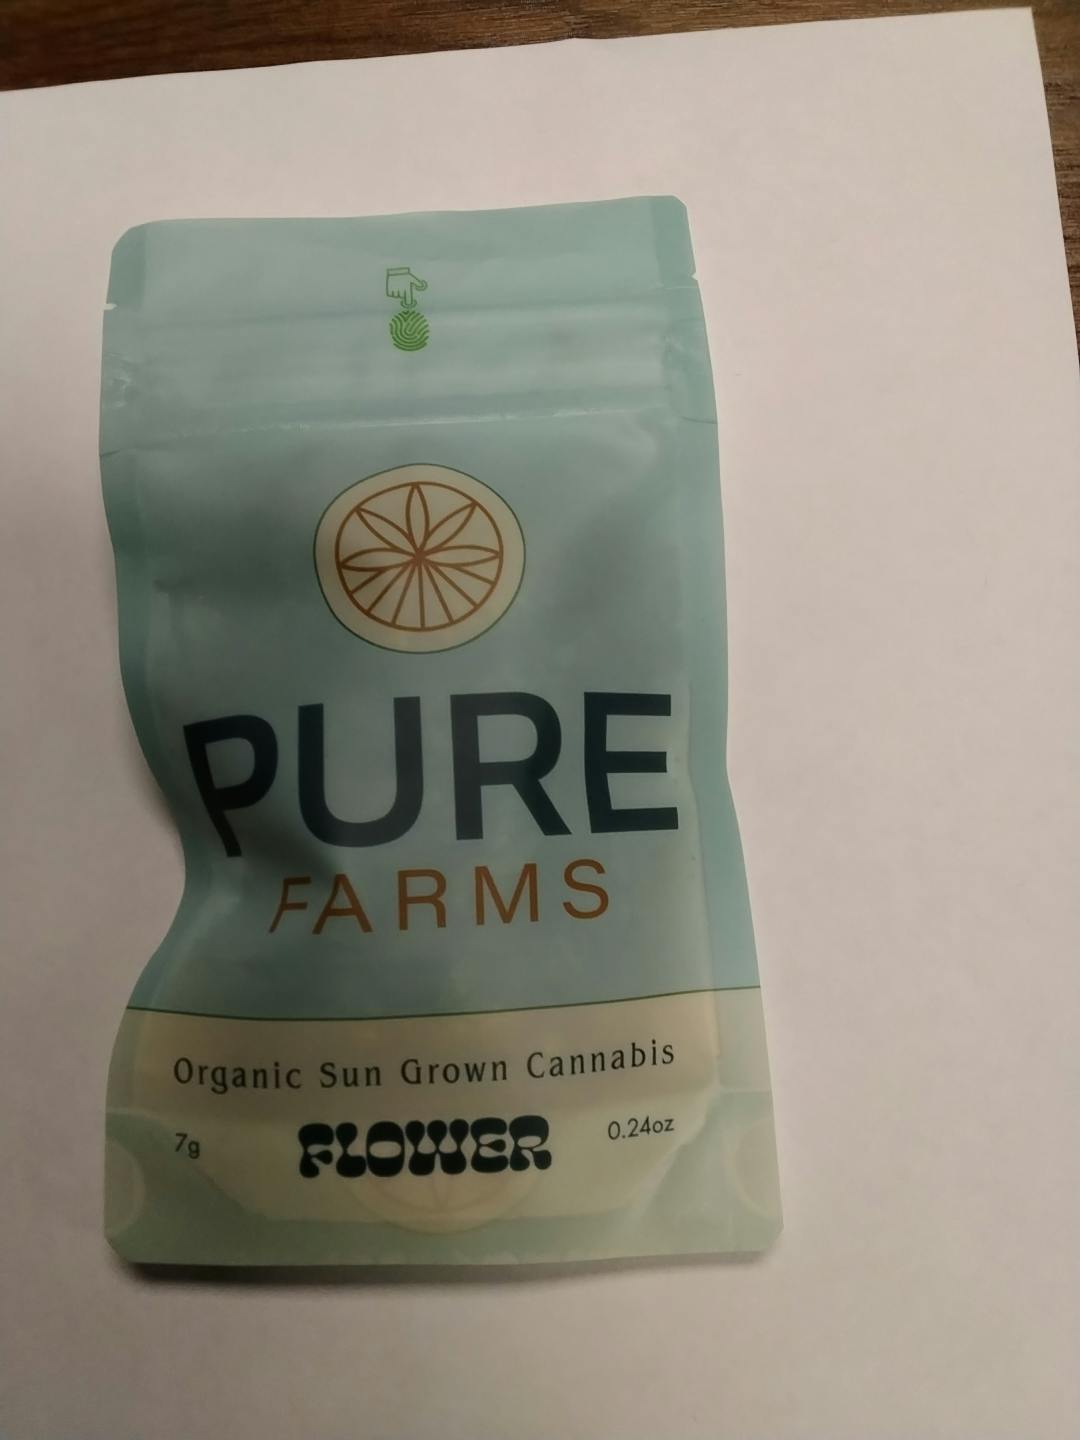 PURE
FARMS
Organic Sun Grown Cannabis
7g FLOWER 0.24oz